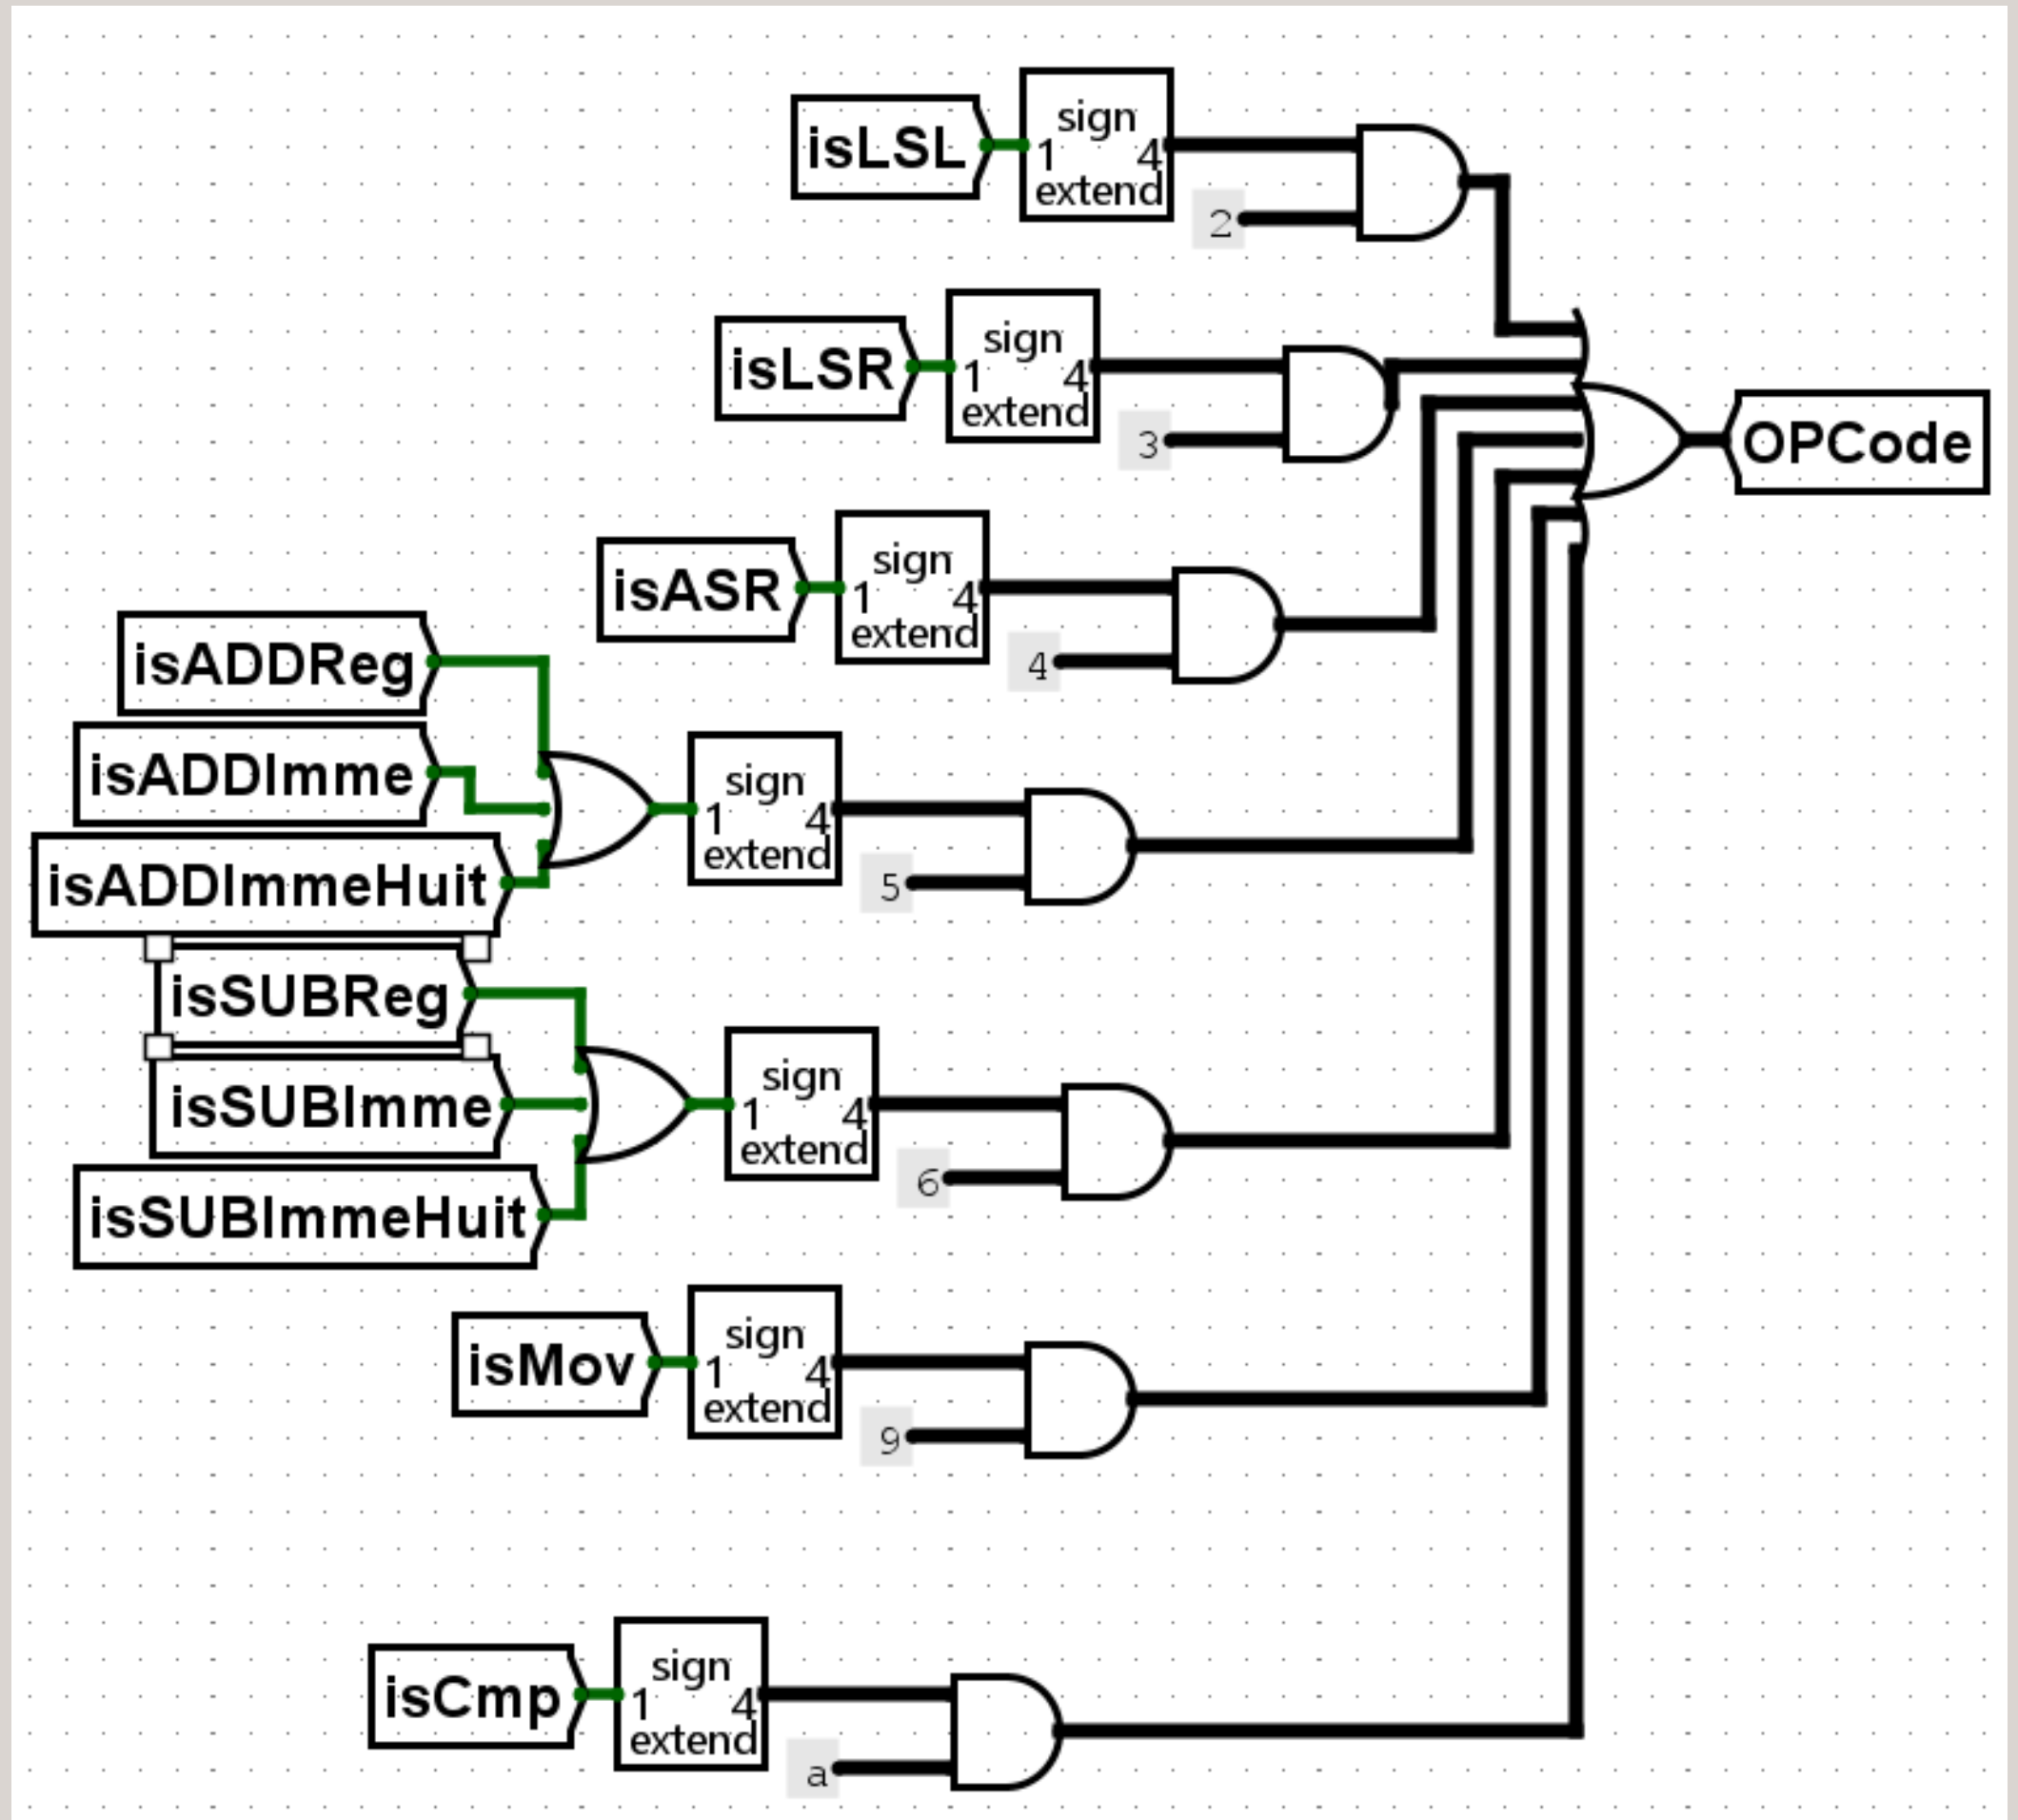 isLSL
sign
1 4
extend
2
isLSR
sign
1 4
extend
3
OPCode
isASR
sign
1 4
extend
4
isADDReg
isADDImme
isADDImmeHuit
sign
1 4
extend
5
isSUBReg
isSUBImme
isSUBImmeHuit
sign
1 4
extend
6
isMov
sign
1 4
extend
9
isCmp
sign
1 4
extend
a